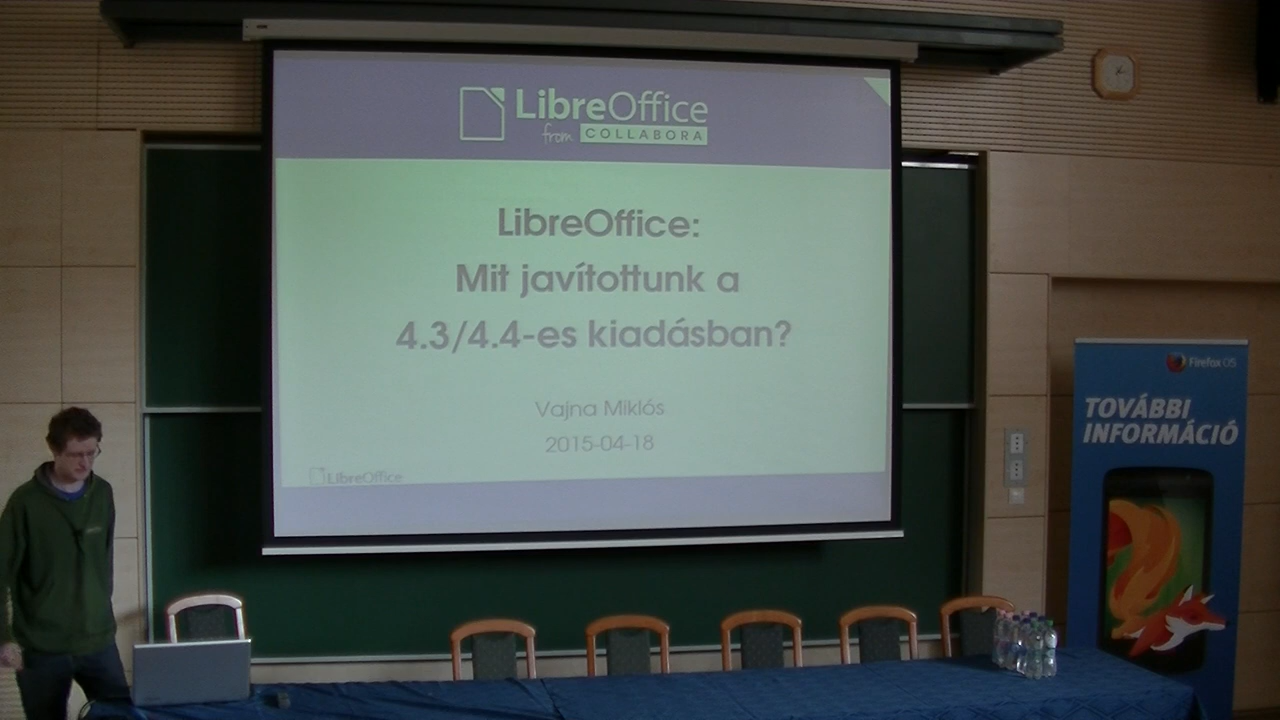 LibreOffice
from COLLABORA
LibreOffice:
Mit javítottunk a
4.3/4.4-es kiadásban?
Vajna Miklós
2015-04-18
LibreOffice
Firefox OS
TOVÁBBI
INFORMÁCIÓ